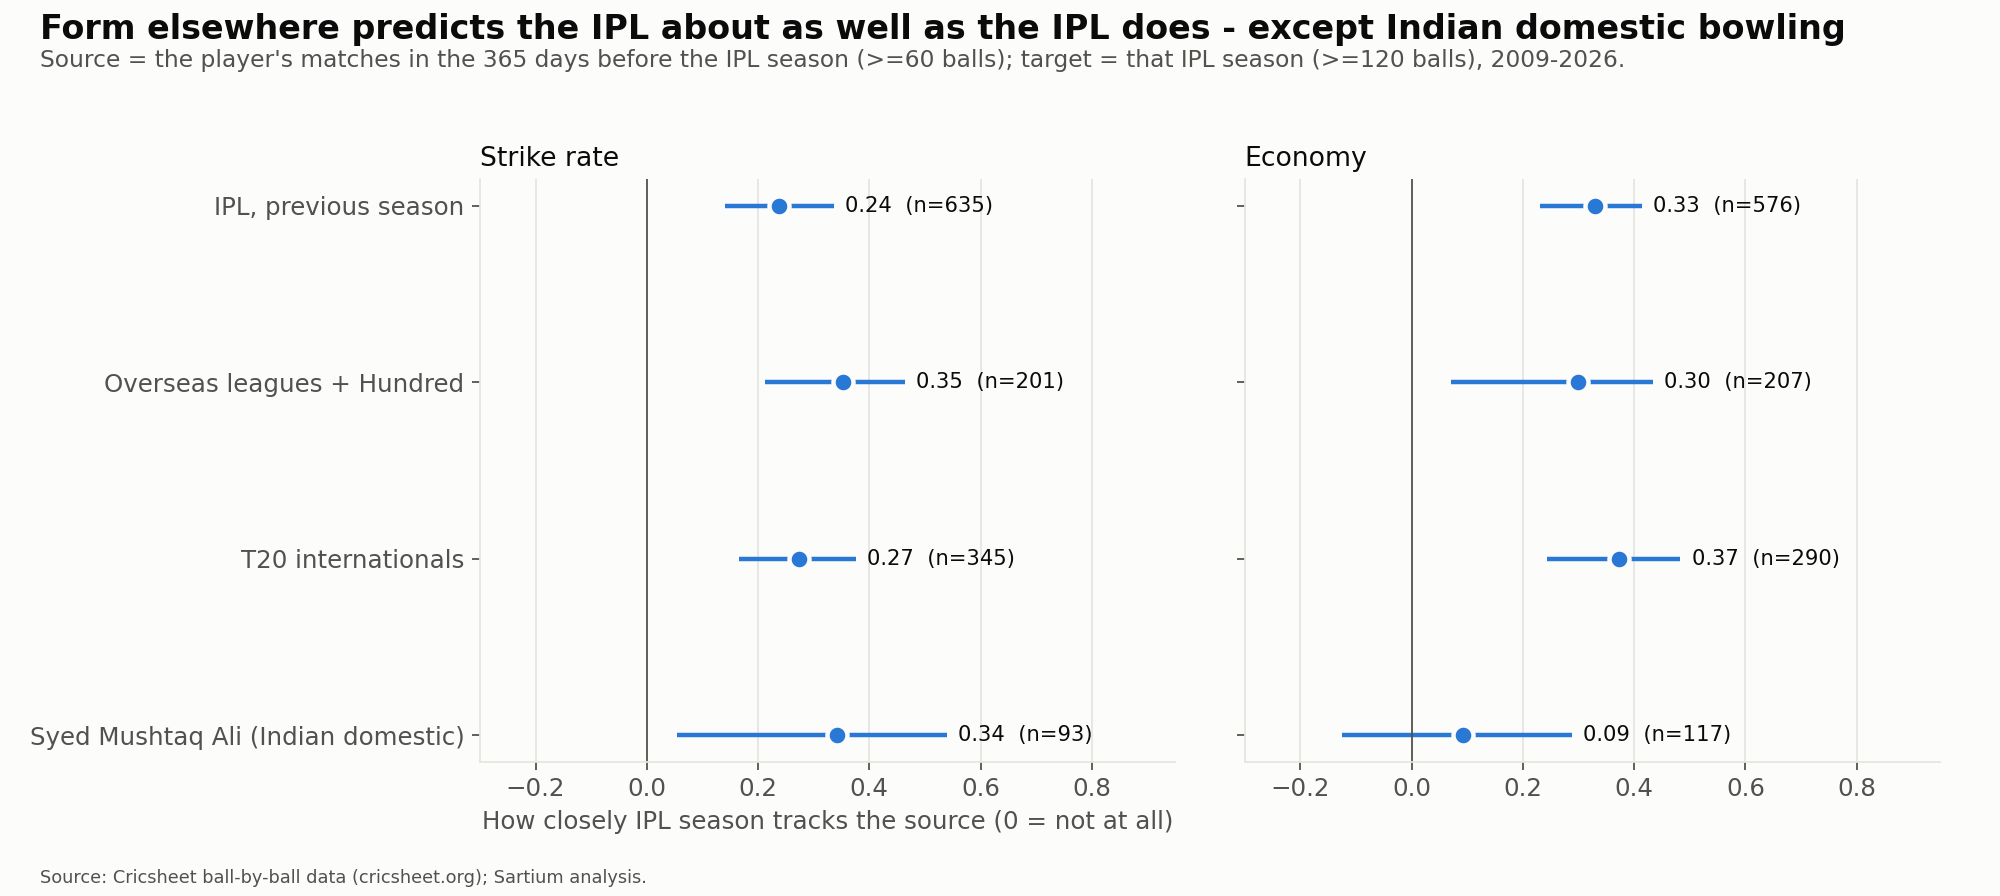 Form elsewhere predicts the IPL about as well as the IPL does - except Indian domestic bowling
Source = the player's matches in the 365 days before the IPL season (>=60 balls); target = that IPL season (>=120 balls), 2009-2026.
Strike rate
Economy
IPL, previous season
0.24 (n=635)
0.33 (n=576)
Overseas leagues + Hundred
0.35 (n=201)
0.30 (n=207)
T20 internationals
0.27 (n=345)
0.37 (n=290)
Syed Mushtaq Ali (Indian domestic)
0.34 (n=93)
0.09 (n=117)
−0.2 0.0 0.2 0.4 0.6 0.8
−0.2 0.0 0.2 0.4 0.6 0.8
How closely IPL season tracks the source (0 = not at all)
Source: Cricsheet ball-by-ball data (cricsheet.org); Sartium analysis.